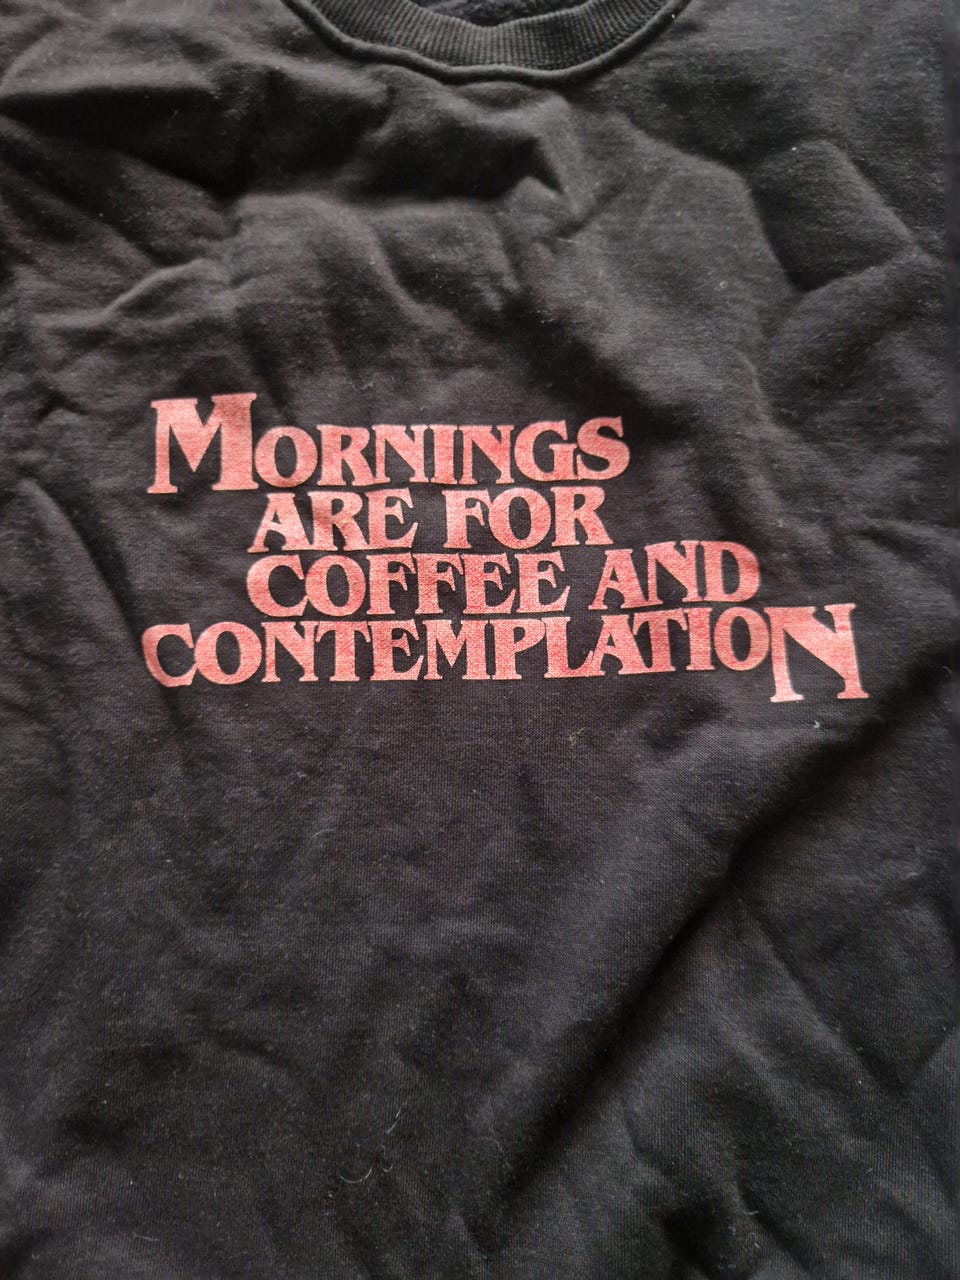 MORNINGS
ARE FOR
COFFEE AND
CONTEMPLATION